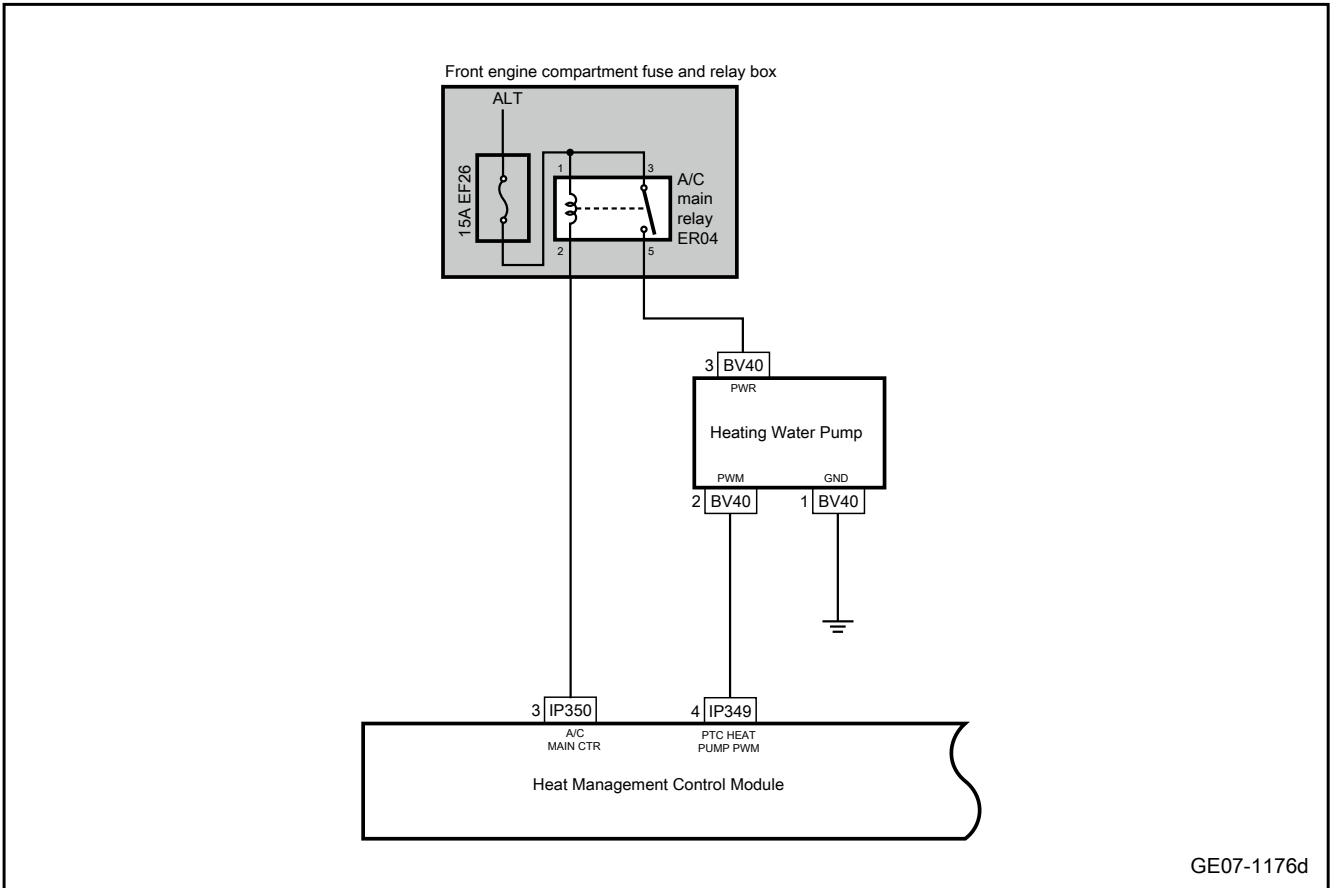 Front engine compartment fuse and relay box
ALT
15A EF26
1
3
A/C
main
relay
ER04
2
5
3 BV40
PWR
Heating Water Pump
PWM
GND
2 BV40
1 BV40
3 IP350
4 IP349
A/C
MAIN CTR
PTC HEAT
PUMP PWM
Heat Management Control Module
GE07-1176d